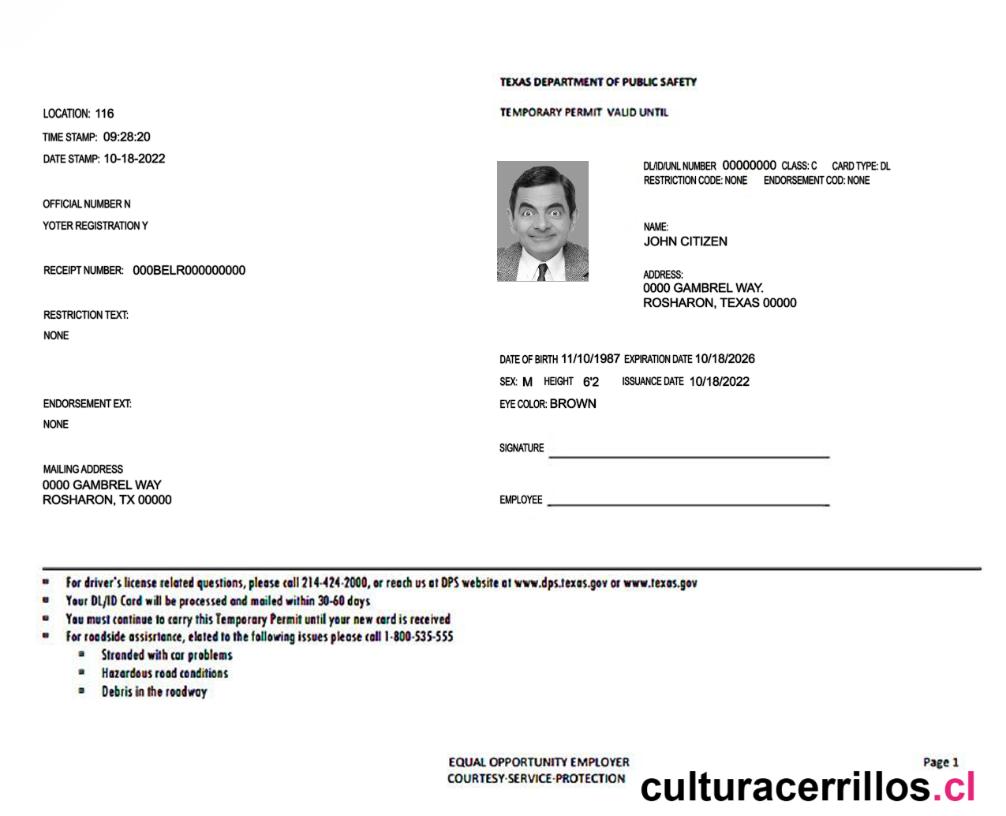 TEXAS DEPARTMENT OF PUBLIC SAFETY
TEMPORARY PERMIT VALID UNTIL
LOCATION: 116
TIME STAMP: 09:28:20
DATE STAMP: 10-18-2022
OFFICIAL NUMBER N
YOTER REGISTRATION Y
RECEIPT NUMBER: 000BELR000000000
RESTRICTION TEXT:
NONE
ENDORSEMENT EXT:
NONE
MAILING ADDRESS
0000 GAMBREL WAY
ROSHARON, TX 00000
DL/ID/UNL NUMBER 00000000 CLASS: C CARD TYPE: DL
RESTRICTION CODE: NONE ENDORSEMENT COD: NONE
NAME:
JOHN CITIZEN
ADDRESS:
0000 GAMBREL WAY.
ROSHARON, TEXAS 00000
DATE OF BIRTH 11/10/1987 EXPIRATION DATE 10/18/2026
SEX: M HEIGHT 6'2 ISSUANCE DATE 10/18/2022
EYE COLOR: BROWN
SIGNATURE
EMPLOYEE
For driver's license related questions, please call 214-424-2000, or reach us at DPS website at www.dps.texas.gov or www.texas.gov
Your DL/ID Card will be processed and mailed within 30-60 days
You must continue to carry this Temporary Permit until your new card is received
For roadside assisrtance, elated to the following issues please call 1-800-535-555
Stranded with car problems
Hazardous road conditions
Debris in the roadway
EQUAL OPPORTUNITY EMPLOYER
COURTESY·SERVICE·PROTECTION
Page 1
culturacerrillos.cl